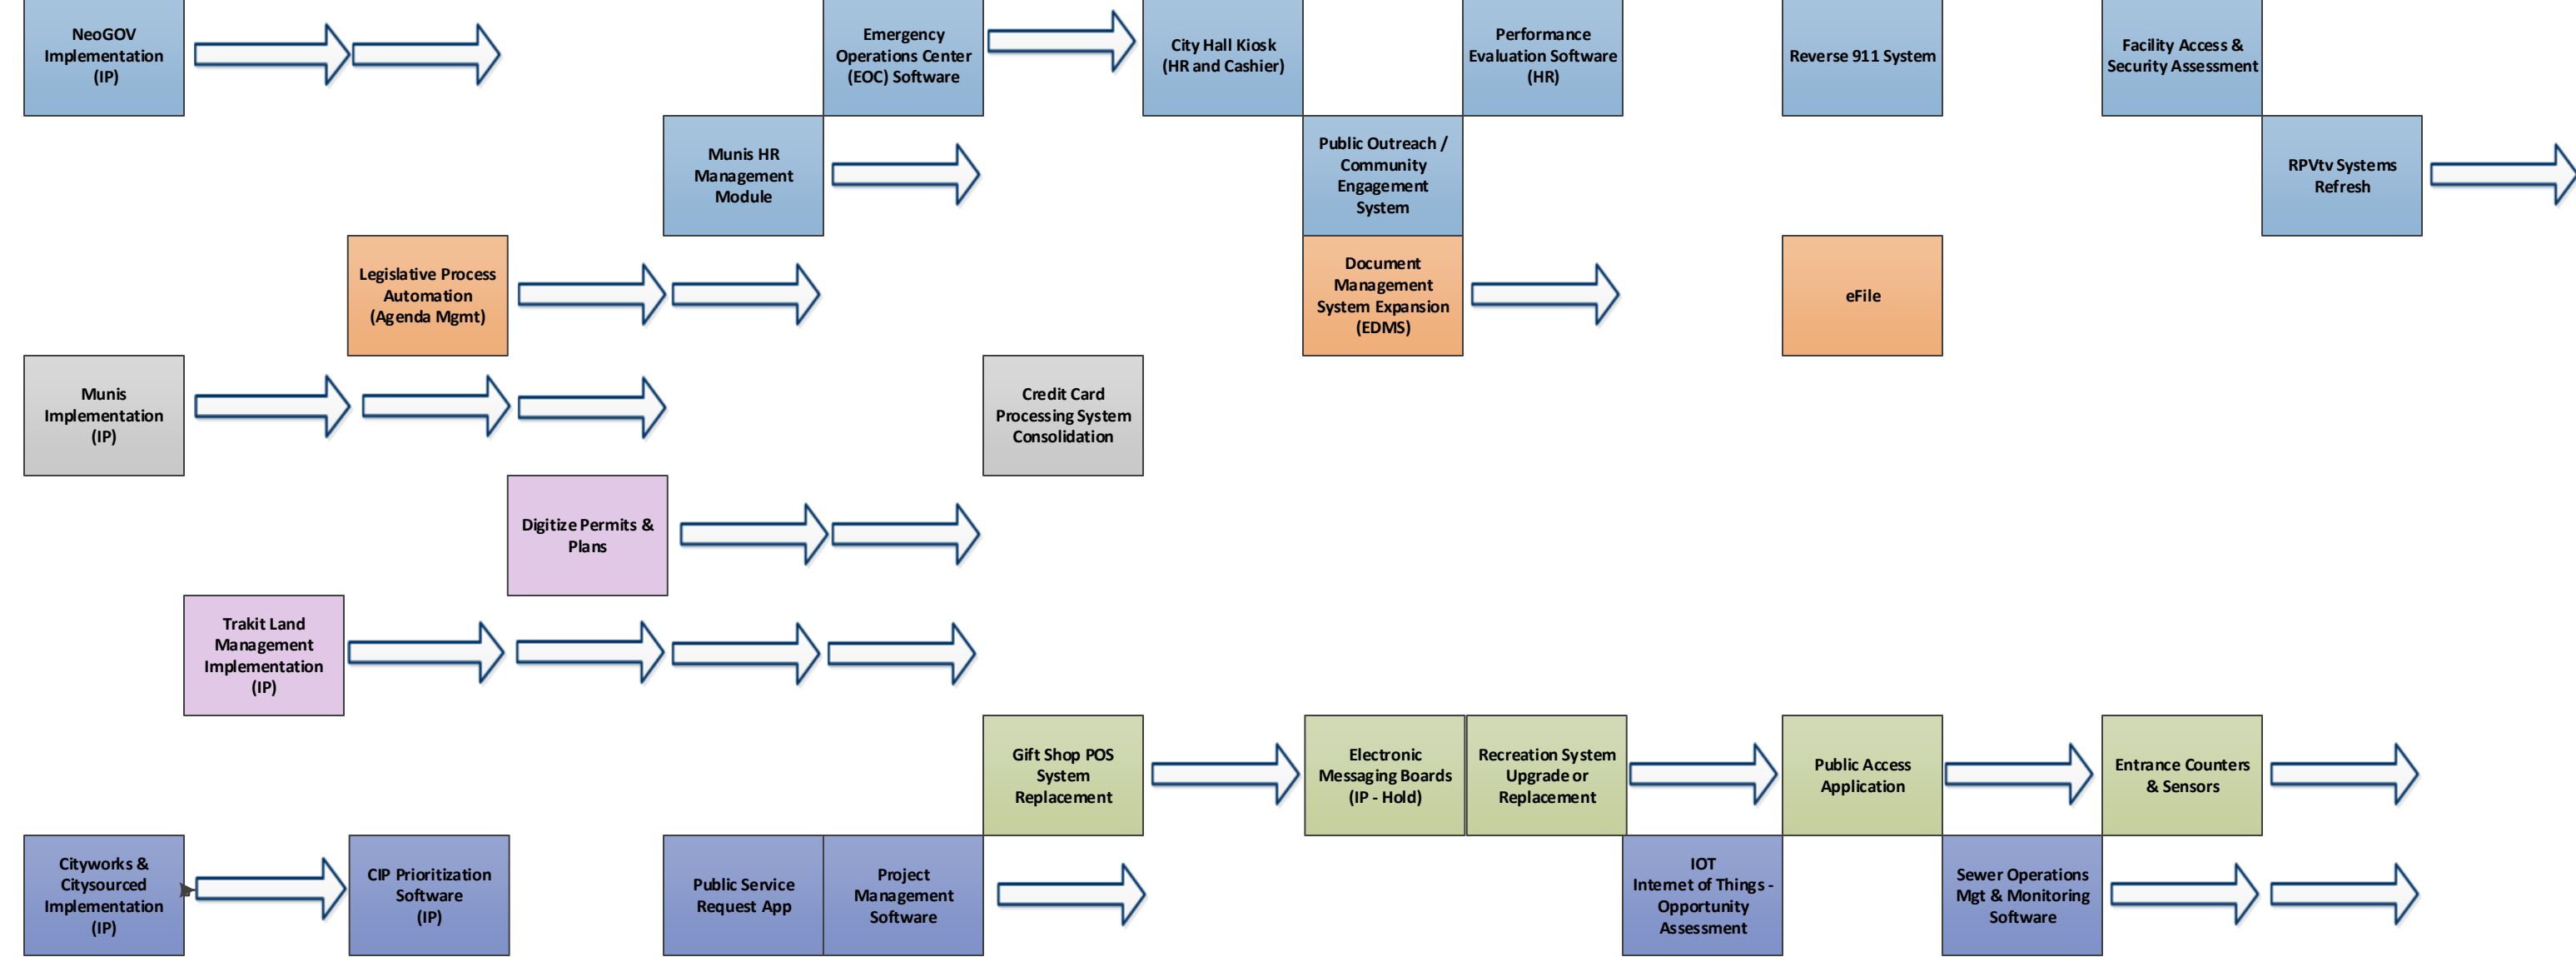 NeoGOV
Implementation
(IP)
Emergency
Operations Center
(EOC) Software
City Hall Kiosk
(HR and Cashier)
Performance
Evaluation Software
(HR)
Reverse 911 System
Facility Access &
Security Assessment
Munis HR
Management
Module
Public Outreach /
Community
Engagement
System
RPVtv Systems
Refresh
Legislative Process
Automation
(Agenda Mgmt)
Document
Management
System Expansion
(EDMS)
eFile
Munis
Implementation
(IP)
Credit Card
Processing System
Consolidation
Digitize Permits &
Plans
Trakit Land
Management
Implementation
(IP)
Gift Shop POS
System
Replacement
Electronic
Messaging Boards
(IP - Hold)
Recreation System
Upgrade or
Replacement
Public Access
Application
Entrance Counters
& Sensors
Cityworks &
Citysourced
Implementation
(IP)
CIP Prioritization
Software
(IP)
Public Service
Request App
Project
Management
Software
IOT
Internet of Things -
Opportunity
Assessment
Sewer Operations
Mgt & Monitoring
Software